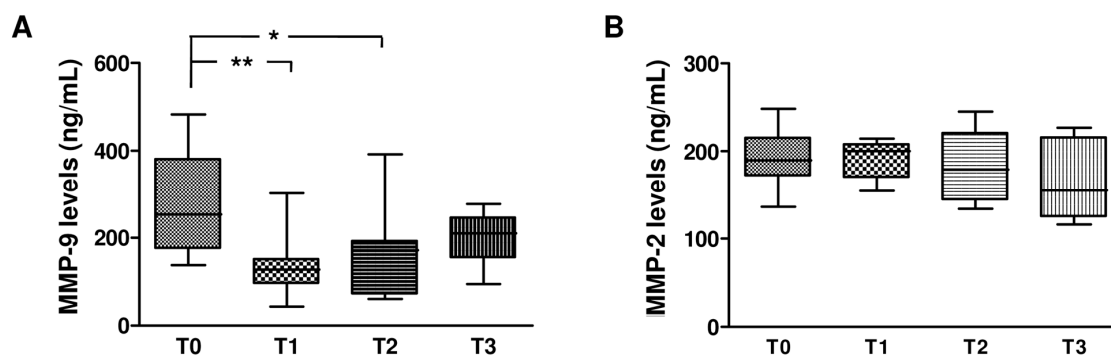 A
MMP-9 levels (ng/mL)
600
400
200
0
*
**
T0 T1 T2 T3
B
MMP-2 levels (ng/mL)
300
200
100
0
T0 T1 T2 T3